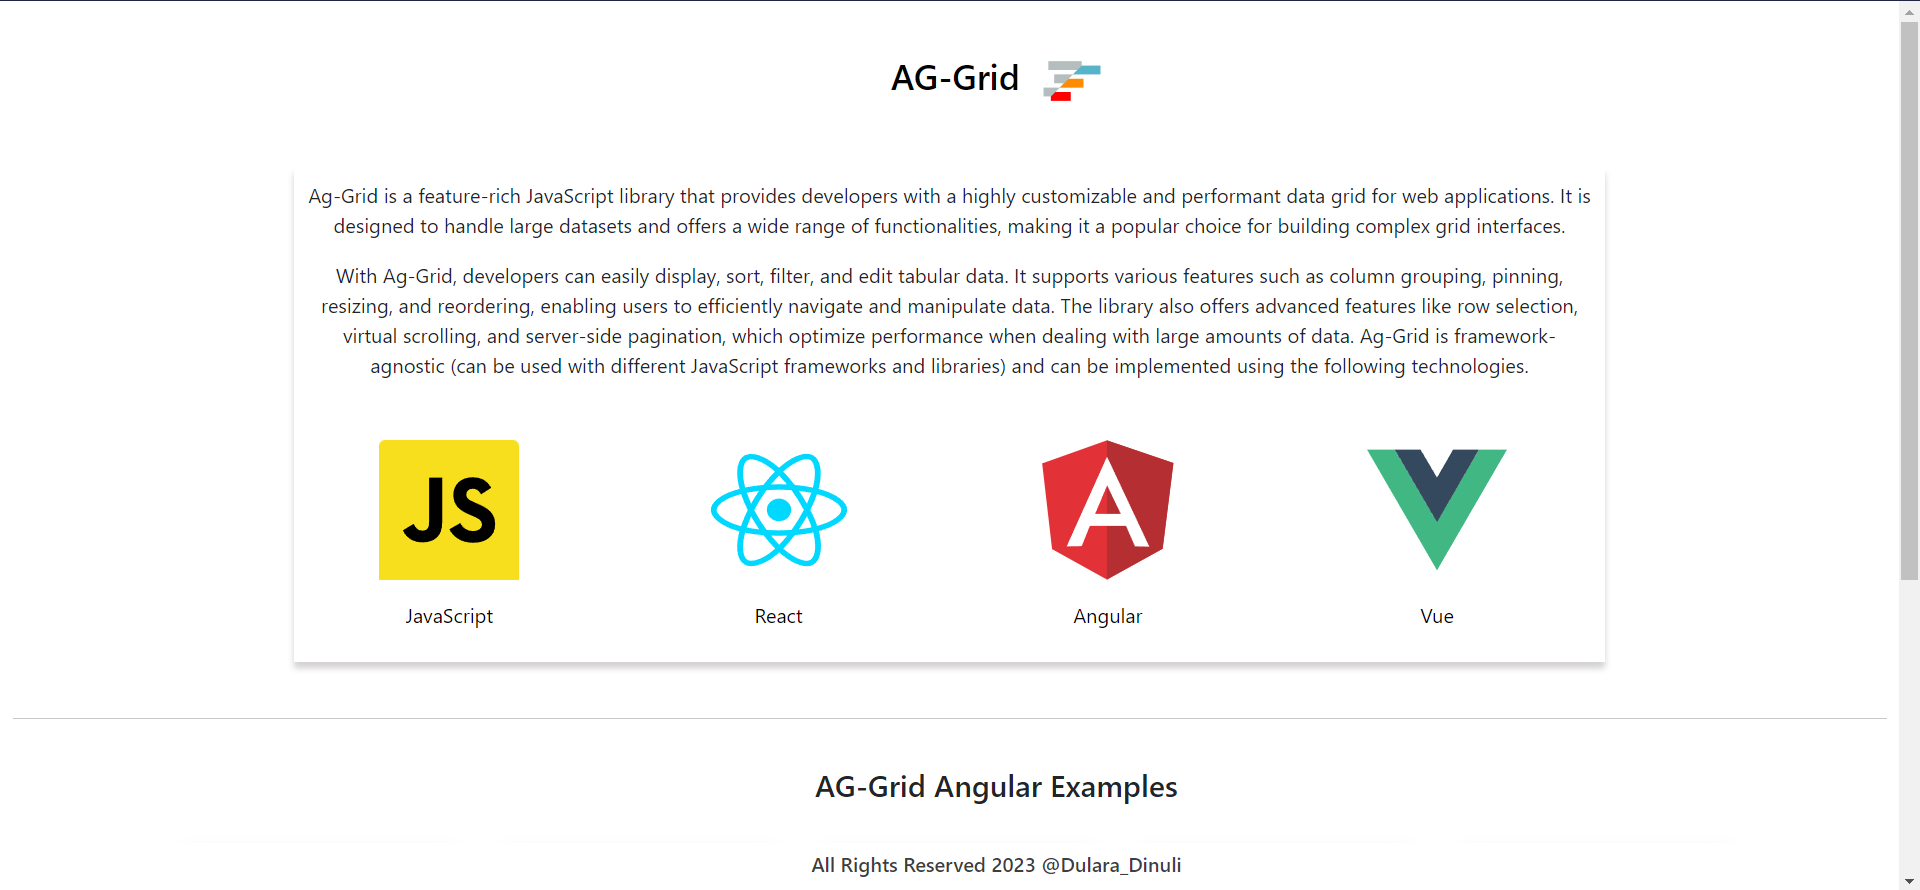 AG-Grid
Ag-Grid is a feature-rich JavaScript library that provides developers with a highly customizable and performant data grid for web applications. It is
designed to handle large datasets and offers a wide range of functionalities, making it a popular choice for building complex grid interfaces.
With Ag-Grid, developers can easily display, sort, filter, and edit tabular data. It supports various features such as column grouping, pinning,
resizing, and reordering, enabling users to efficiently navigate and manipulate data. The library also offers advanced features like row selection,
virtual scrolling, and server-side pagination, which optimize performance when dealing with large amounts of data. Ag-Grid is framework-
agnostic (can be used with different JavaScript frameworks and libraries) and can be implemented using the following technologies.
JS
A
JavaScript
React
Angular
Vue
AG-Grid Angular Examples
All Rights Reserved 2023 @Dulara_Dinuli